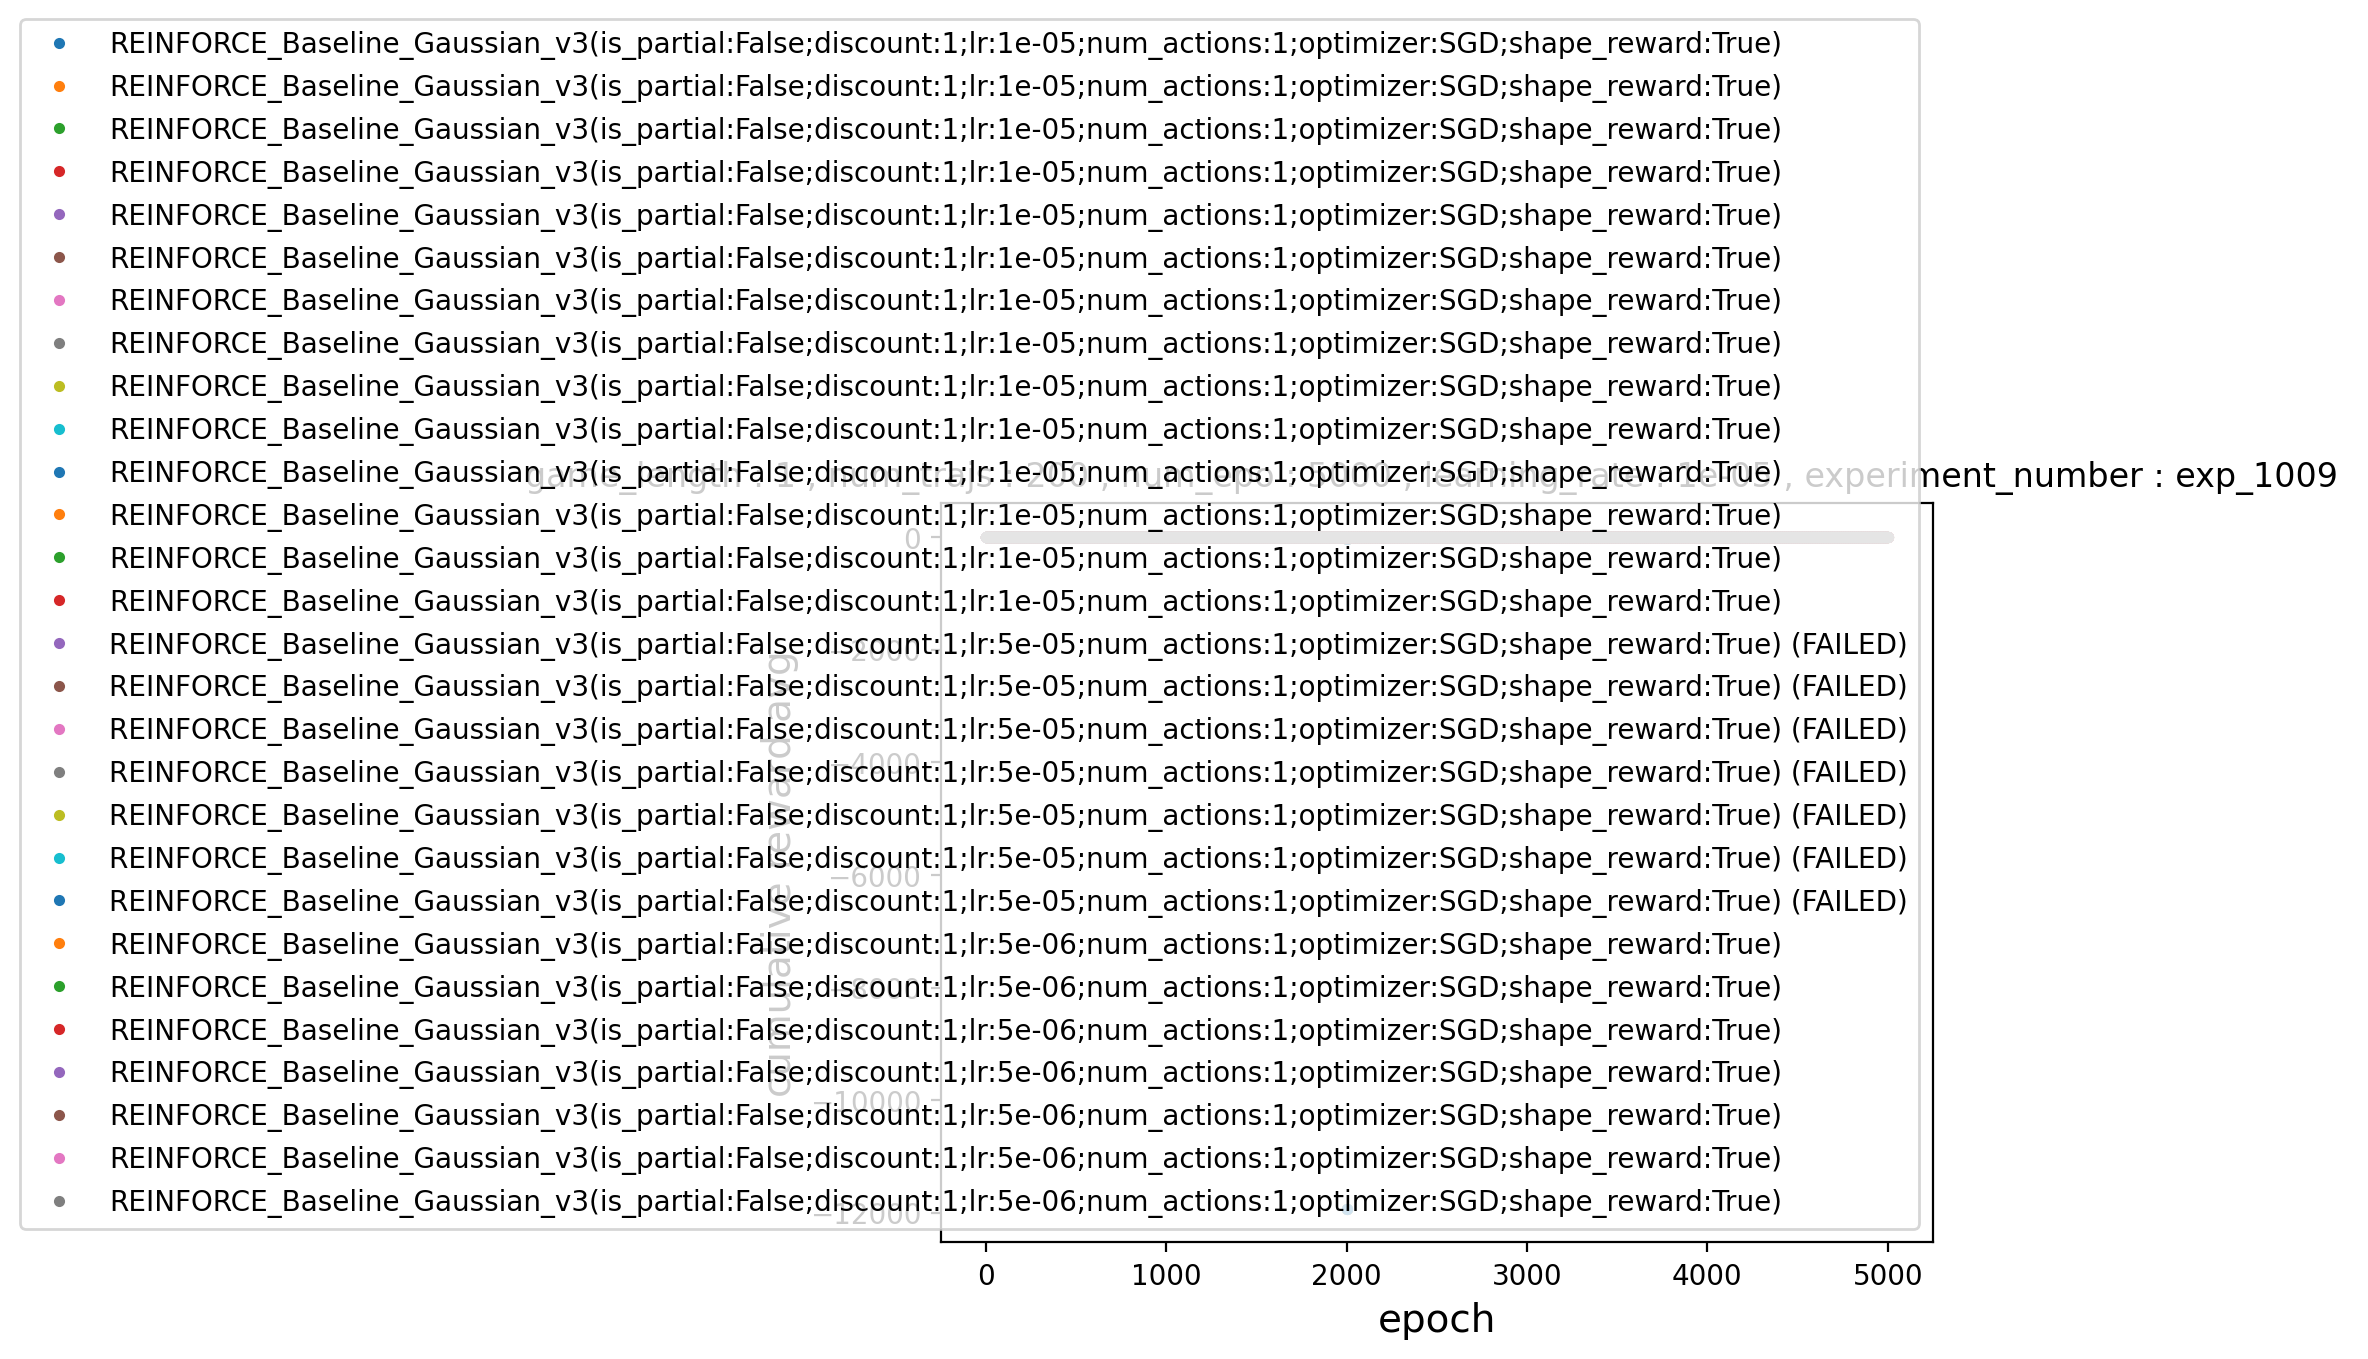 REINFORCE_Baseline_Gaussian_v3(is_partial:False;discount:1;lr:1e-05;num_actions:1;optimizer:SGD;shape_reward:True)
REINFORCE_Baseline_Gaussian_v3(is_partial:False;discount:1;lr:1e-05;num_actions:1;optimizer:SGD;shape_reward:True)
REINFORCE_Baseline_Gaussian_v3(is_partial:False;discount:1;lr:1e-05;num_actions:1;optimizer:SGD;shape_reward:True)
REINFORCE_Baseline_Gaussian_v3(is_partial:False;discount:1;lr:1e-05;num_actions:1;optimizer:SGD;shape_reward:True)
REINFORCE_Baseline_Gaussian_v3(is_partial:False;discount:1;lr:1e-05;num_actions:1;optimizer:SGD;shape_reward:True)
REINFORCE_Baseline_Gaussian_v3(is_partial:False;discount:1;lr:1e-05;num_actions:1;optimizer:SGD;shape_reward:True)
REINFORCE_Baseline_Gaussian_v3(is_partial:False;discount:1;lr:1e-05;num_actions:1;optimizer:SGD;shape_reward:True)
REINFORCE_Baseline_Gaussian_v3(is_partial:False;discount:1;lr:1e-05;num_actions:1;optimizer:SGD;shape_reward:True)
REINFORCE_Baseline_Gaussian_v3(is_partial:False;discount:1;lr:1e-05;num_actions:1;optimizer:SGD;shape_reward:True)
REINFORCE_Baseline_Gaussian_v3(is_partial:False;discount:1;lr:1e-05;num_actions:1;optimizer:SGD;shape_reward:True)
REINFORCE_Baseline_Gaussian_v3(is_partial:False;discount:1;lr:1e-05;num_actions:1;optimizer:SGD;shape_reward:True)
REINFORCE_Baseline_Gaussian_v3(is_partial:False;discount:1;lr:1e-05;num_actions:1;optimizer:SGD;shape_reward:True)
REINFORCE_Baseline_Gaussian_v3(is_partial:False;discount:1;lr:1e-05;num_actions:1;optimizer:SGD;shape_reward:True)
REINFORCE_Baseline_Gaussian_v3(is_partial:False;discount:1;lr:1e-05;num_actions:1;optimizer:SGD;shape_reward:True)
REINFORCE_Baseline_Gaussian_v3(is_partial:False;discount:1;lr:5e-05;num_actions:1;optimizer:SGD;shape_reward:True) (FAILED)
REINFORCE_Baseline_Gaussian_v3(is_partial:False;discount:1;lr:5e-05;num_actions:1;optimizer:SGD;shape_reward:True) (FAILED)
REINFORCE_Baseline_Gaussian_v3(is_partial:False;discount:1;lr:5e-05;num_actions:1;optimizer:SGD;shape_reward:True) (FAILED)
REINFORCE_Baseline_Gaussian_v3(is_partial:False;discount:1;lr:5e-05;num_actions:1;optimizer:SGD;shape_reward:True) (FAILED)
REINFORCE_Baseline_Gaussian_v3(is_partial:False;discount:1;lr:5e-05;num_actions:1;optimizer:SGD;shape_reward:True) (FAILED)
REINFORCE_Baseline_Gaussian_v3(is_partial:False;discount:1;lr:5e-05;num_actions:1;optimizer:SGD;shape_reward:True) (FAILED)
REINFORCE_Baseline_Gaussian_v3(is_partial:False;discount:1;lr:5e-05;num_actions:1;optimizer:SGD;shape_reward:True) (FAILED)
REINFORCE_Baseline_Gaussian_v3(is_partial:False;discount:1;lr:5e-06;num_actions:1;optimizer:SGD;shape_reward:True)
REINFORCE_Baseline_Gaussian_v3(is_partial:False;discount:1;lr:5e-06;num_actions:1;optimizer:SGD;shape_reward:True)
REINFORCE_Baseline_Gaussian_v3(is_partial:False;discount:1;lr:5e-06;num_actions:1;optimizer:SGD;shape_reward:True)
REINFORCE_Baseline_Gaussian_v3(is_partial:False;discount:1;lr:5e-06;num_actions:1;optimizer:SGD;shape_reward:True)
REINFORCE_Baseline_Gaussian_v3(is_partial:False;discount:1;lr:5e-06;num_actions:1;optimizer:SGD;shape_reward:True)
REINFORCE_Baseline_Gaussian_v3(is_partial:False;discount:1;lr:5e-06;num_actions:1;optimizer:SGD;shape_reward:True)
REINFORCE_Baseline_Gaussian_v3(is_partial:False;discount:1;lr:5e-06;num_actions:1;optimizer:SGD;shape_reward:True)
game_length : 1 , num_trajs : 200 , num_epo : 5000 , learning_rate : 1e-05 , experiment_number : exp_1009
0
−2000
−4000
−6000
−8000
−10000
−12000
cumulative reward avg
0 1000 2000 3000 4000 5000
epoch